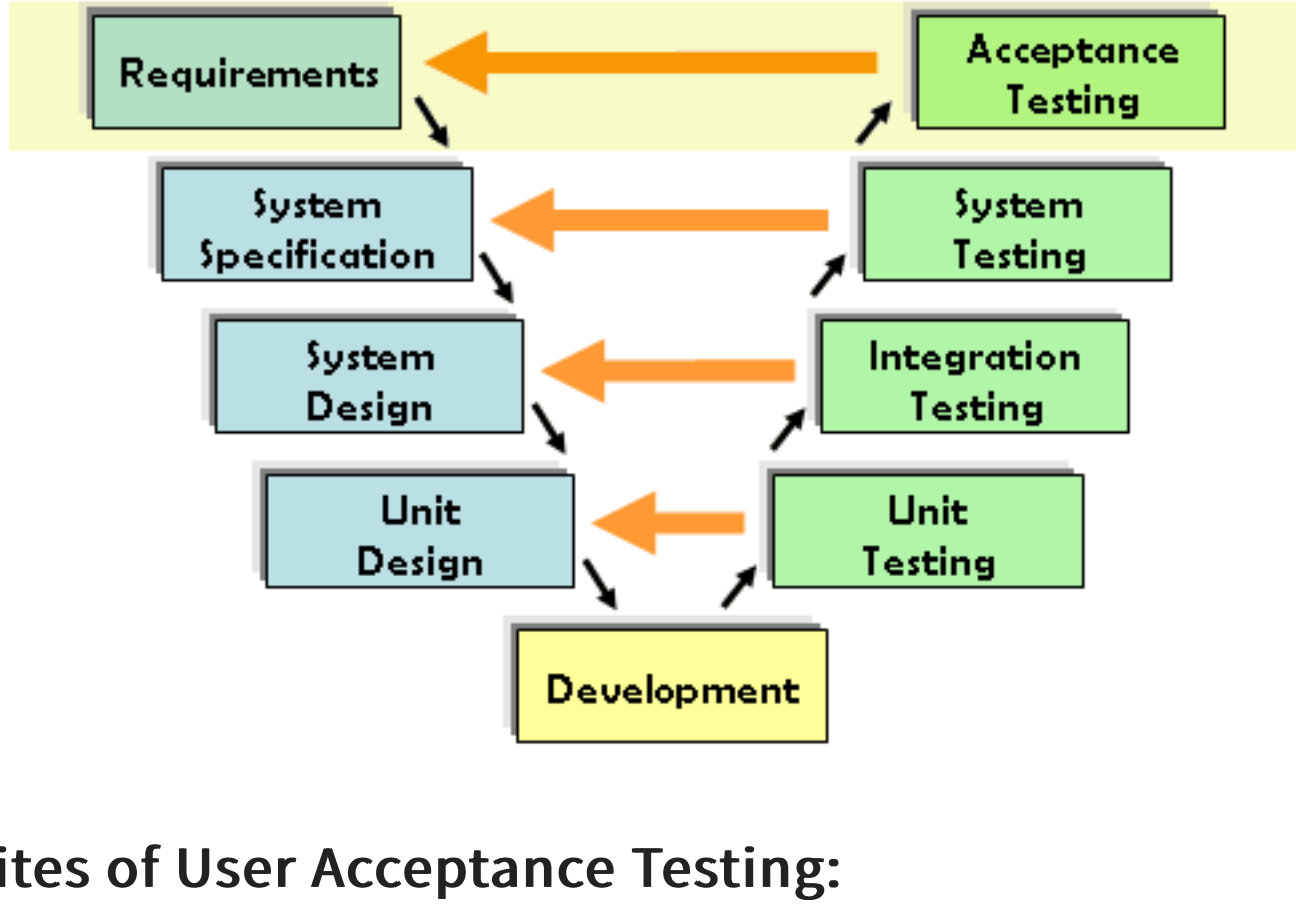 Requirements
Acceptance
Testing
System
Specification
System
Testing
System
Design
Integration
Testing
Unit
Design
Unit
Testing
Development
ites of User Acceptance Testing: